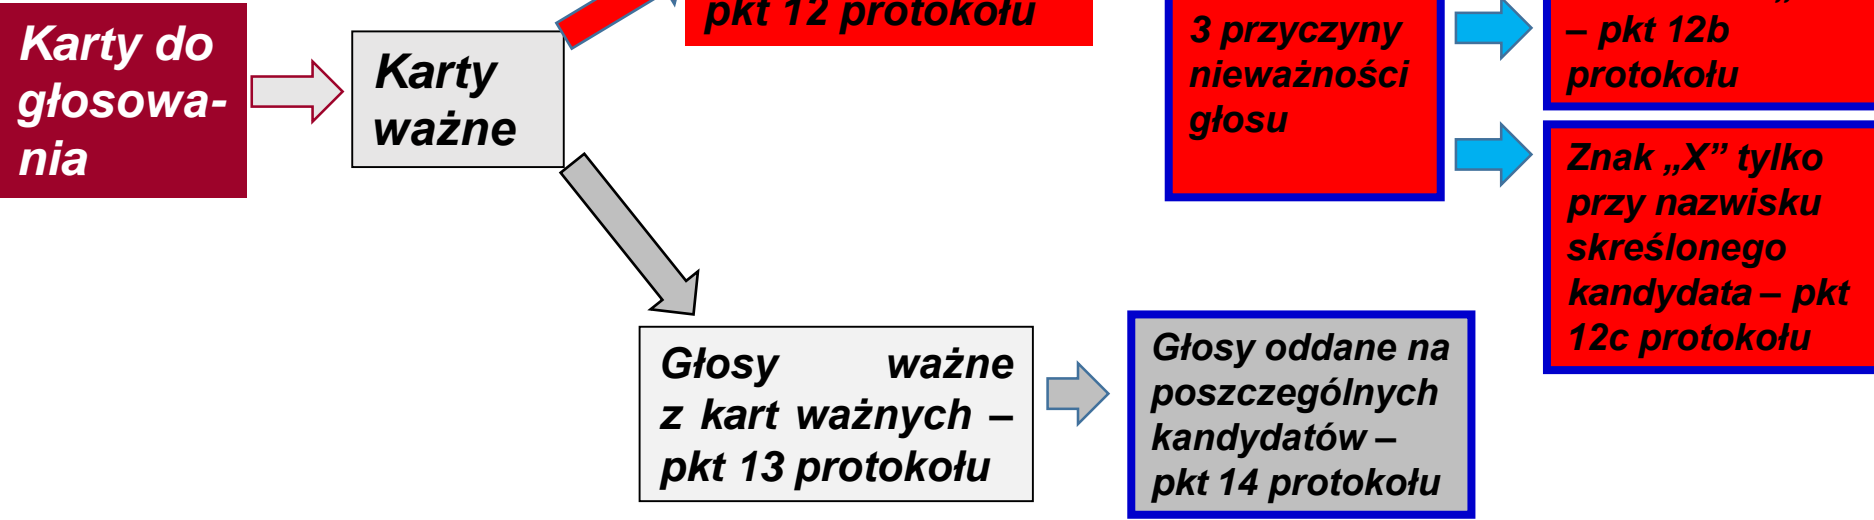 Karty do
głosowa-
nia
Karty
ważne
pkt 12 protokołu
3 przyczyny
nieważności
głosu
– pkt 12b
protokołu
Znak „X” tylko
przy nazwisku
skreślonego
kandydata – pkt
12c protokołu
Głosy ważne
z kart ważnych –
pkt 13 protokołu
Głosy oddane na
poszczególnych
kandydatów –
pkt 14 protokołu